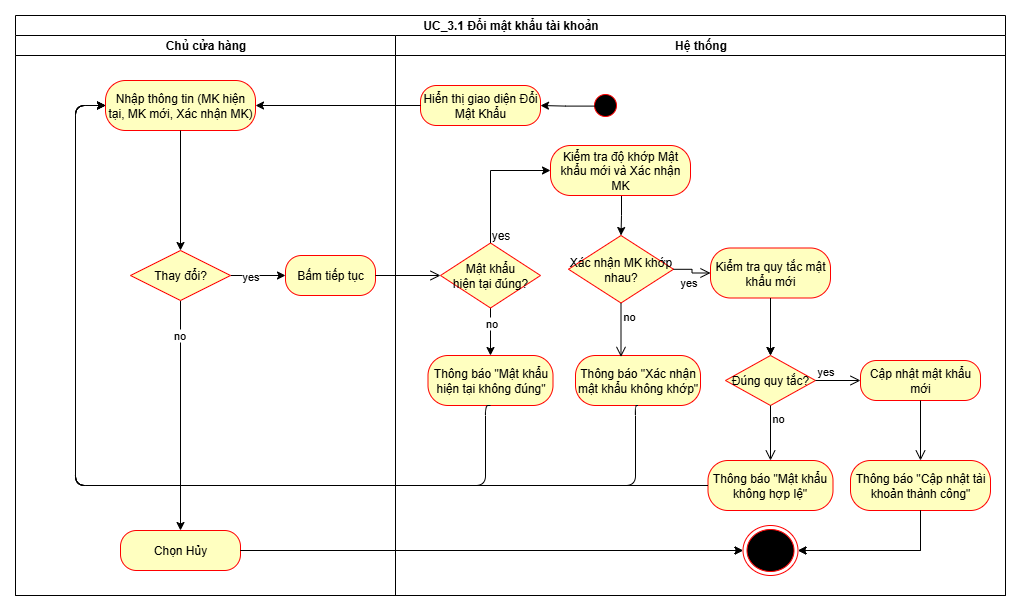 UC_3.1 Đổi mật khẩu tài khoản
Chủ cửa hàng
Hệ thống
Nhập thông tin (MK hiện
tại, MK mới, Xác nhận MK)
Hiển thị giao diện Đổi
Mật Khẩu
Kiểm tra độ khớp Mật
khẩu mới và Xác nhận
MK
yes
Thay đổi?
yes
Bấm tiếp tục
Mật khẩu
hiện tại đúng?
Xác nhận MK khớp
nhau?
yes
Kiểm tra quy tắc mật
khẩu mới
no
no
no
Thông báo "Mật khẩu
hiện tại không đúng"
Thông báo "Xác nhận
mật khẩu không khớp"
Đúng quy tắc?
yes
Cập nhật mật khẩu
mới
no
Thông báo "Mật khẩu
không hợp lệ"
Thông báo "Cập nhật tài
khoản thành công"
Chọn Hủy